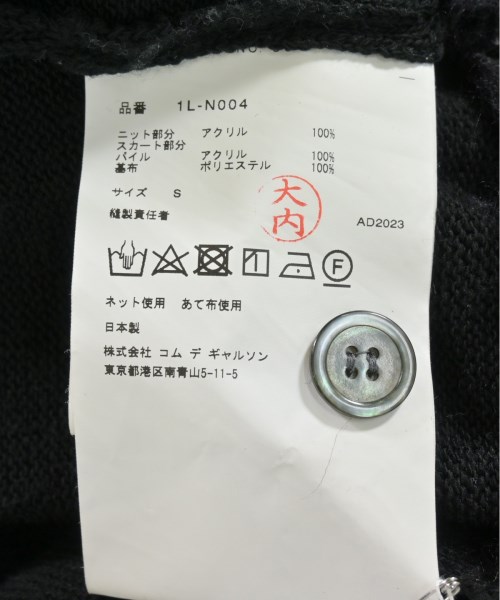 品番 1L-N004
ニット部分 アクリル 100%
スカート部分
パイル アクリル 100%
基布 ポリエステル 100%
サイズ S
縫製責任者
大内
AD2023
F
ネット使用 あて布使用
日本製
株式会社 コム デ ギャルソン
東京都港区南青山5-11-5